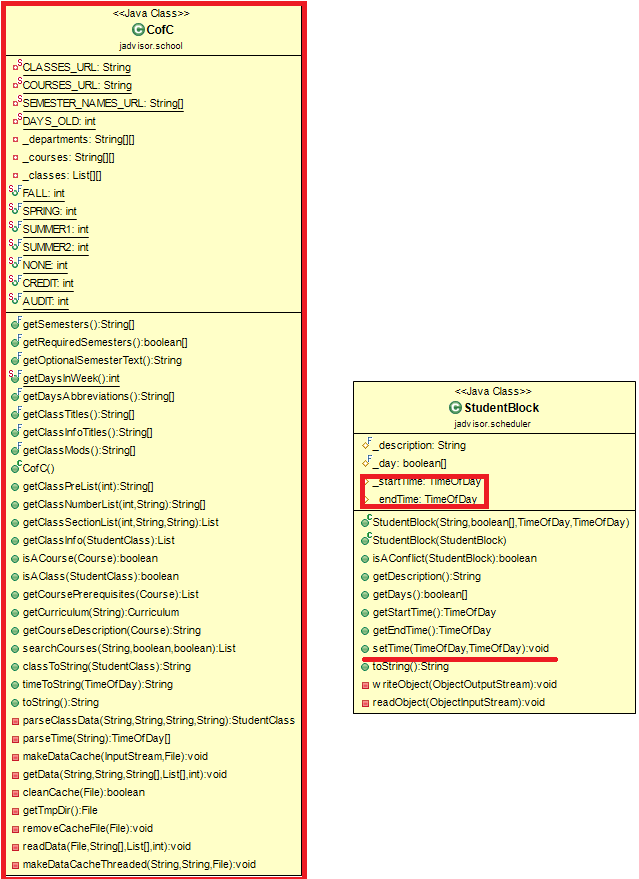 <<Java Class>>
CofC
jadvisor.school
CLASSES_URL: String
COURSES_URL: String
SEMESTER_NAMES_URL: String[]
DAYS_OLD: int
_departments: String[][]
_courses: String[][]
_classes: List[][]
FALL: int
SPRING: int
SUMMER1: int
SUMMER2: int
NONE: int
CREDIT: int
AUDIT: int
getSemesters():String[]
getRequiredSemesters():boolean[]
getOptionalSemesterText():String
getDaysInWeek():int
getDaysAbbreviations():String[]
getClassTitles():String[]
getClassInfoTitles():String[]
getClassMods():String[]
CofC()
getClassPreList(int):String[]
getClassNumberList(int,String):String[]
getClassSectionList(int,String,String):List
getClassInfo(StudentClass):List
isACourse(Course):boolean
isAClass(StudentClass):boolean
getCoursePrerequisites(Course):List
getCurriculum(String):Curriculum
getCourseDescription(Course):String
searchCourses(String,boolean,boolean):List
classToString(StudentClass):String
timeToString(TimeOfDay):String
toString():String
parseClassData(String,String,String,String):StudentClass
parseTime(String):TimeOfDay[]
makeDataCache(InputStream,File):void
getData(String,String,String[],List[],int):void
cleanCache(File):boolean
getTmpDir():File
removeCacheFile(File):void
readData(File,String[],List[],int):void
makeDataCacheThreaded(String,String,File):void
<<Java Class>>
StudentBlock
jadvisor.scheduler
_description: String
_day: boolean[]
_startTime: TimeOfDay
_endTime: TimeOfDay
StudentBlock(String,boolean[],TimeOfDay,TimeOfDay)
StudentBlock(StudentBlock)
isAConflict(StudentBlock):boolean
getDescription():String
getDays():boolean[]
getStartTime():TimeOfDay
getEndTime():TimeOfDay
setTime(TimeOfDay,TimeOfDay):void
toString():String
writeObject(ObjectOutputStream):void
readObject(ObjectInputStream):void